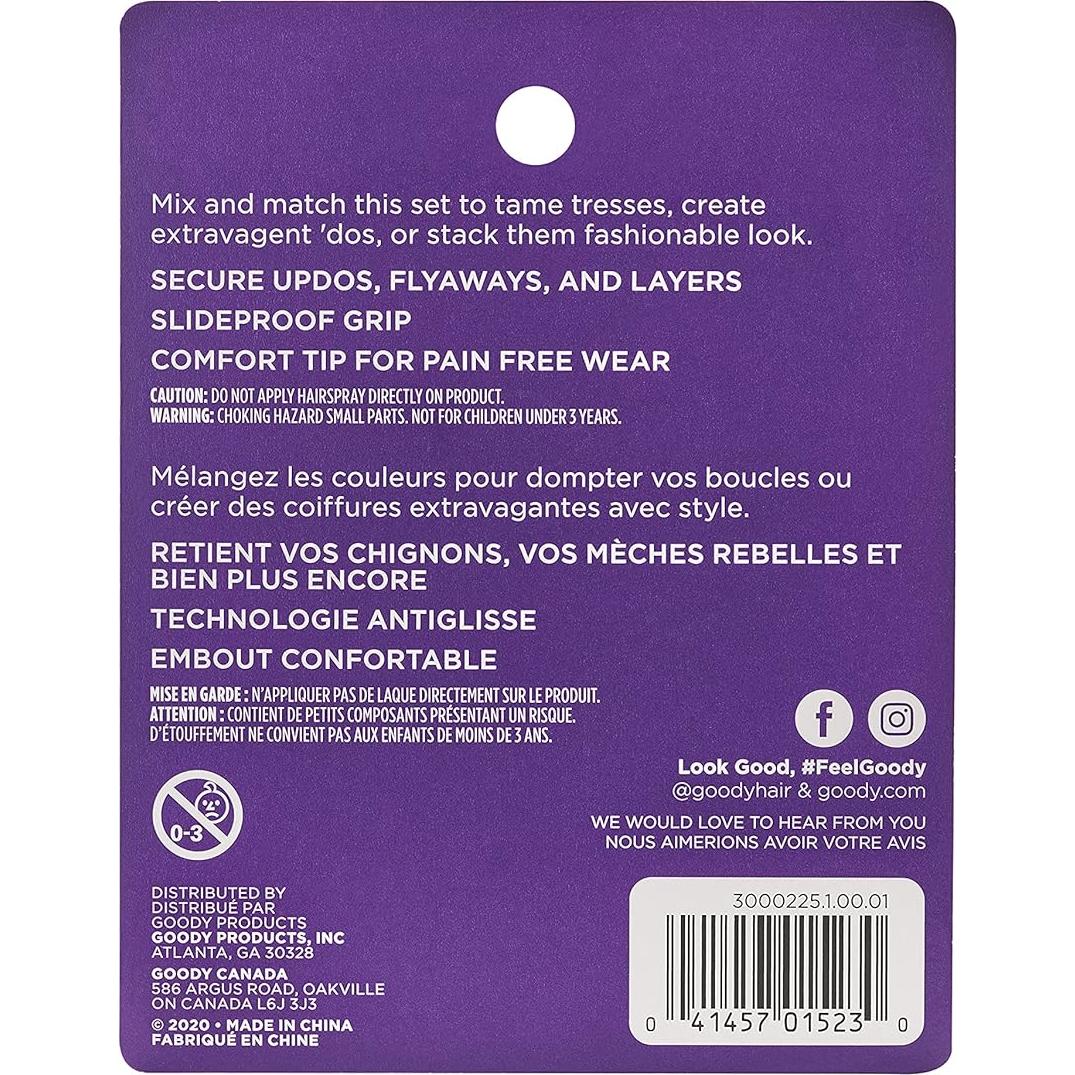 Mix and match this set to tame tresses, create
extravagent 'dos, or stack them fashionable look.
SECURE UPDOS, FLYAWAYS, AND LAYERS
SLIDEPROOF GRIP
COMFORT TIP FOR PAIN FREE WEAR
CAUTION: DO NOT APPLY HAIRSPRAY DIRECTLY ON PRODUCT.
WARNING: CHOKING HAZARD SMALL PARTS. NOT FOR CHILDREN UNDER 3 YEARS.
Mélangez les couleurs pour dompter vos boucles ou
créer des coiffures extravagantes avec style.
RETIENT VOS CHIGNONS, VOS MÈCHES REBELLES ET
BIEN PLUS ENCORE
TECHNOLOGIE ANTIGLISSE
EMBOUT CONFORTABLE
MISE EN GARDE : N'APPLIQUER PAS DE LAQUE DIRECTEMENT SUR LE PRODUIT.
ATTENTION : CONTIENT DE PETITS COMPOSANTS PRÉSENTANT UN RISQUE.
D'ÉTOUFFEMENT NE CONVIENT PAS AUX ENFANTS DE MOINS DE 3 ANS.
Look Good, #FeelGoody
@goodyhair & goody.com
WE WOULD LOVE TO HEAR FROM YOU
NOUS AIMERIONS AVOIR VOTRE AVIS
0-3
DISTRIBUTED BY
DISTRIBUÉ PAR
GOODY PRODUCTS
GOODY PRODUCTS, INC
ATLANTA, GA 30328
GOODY CANADA
586 ARGUS ROAD, OAKVILLE
ON CANADA L6J 3J3
© 2020 • MADE IN CHINA
FABRIQUÉ EN CHINE
3000225.1.00.01
0 41457 01523 0